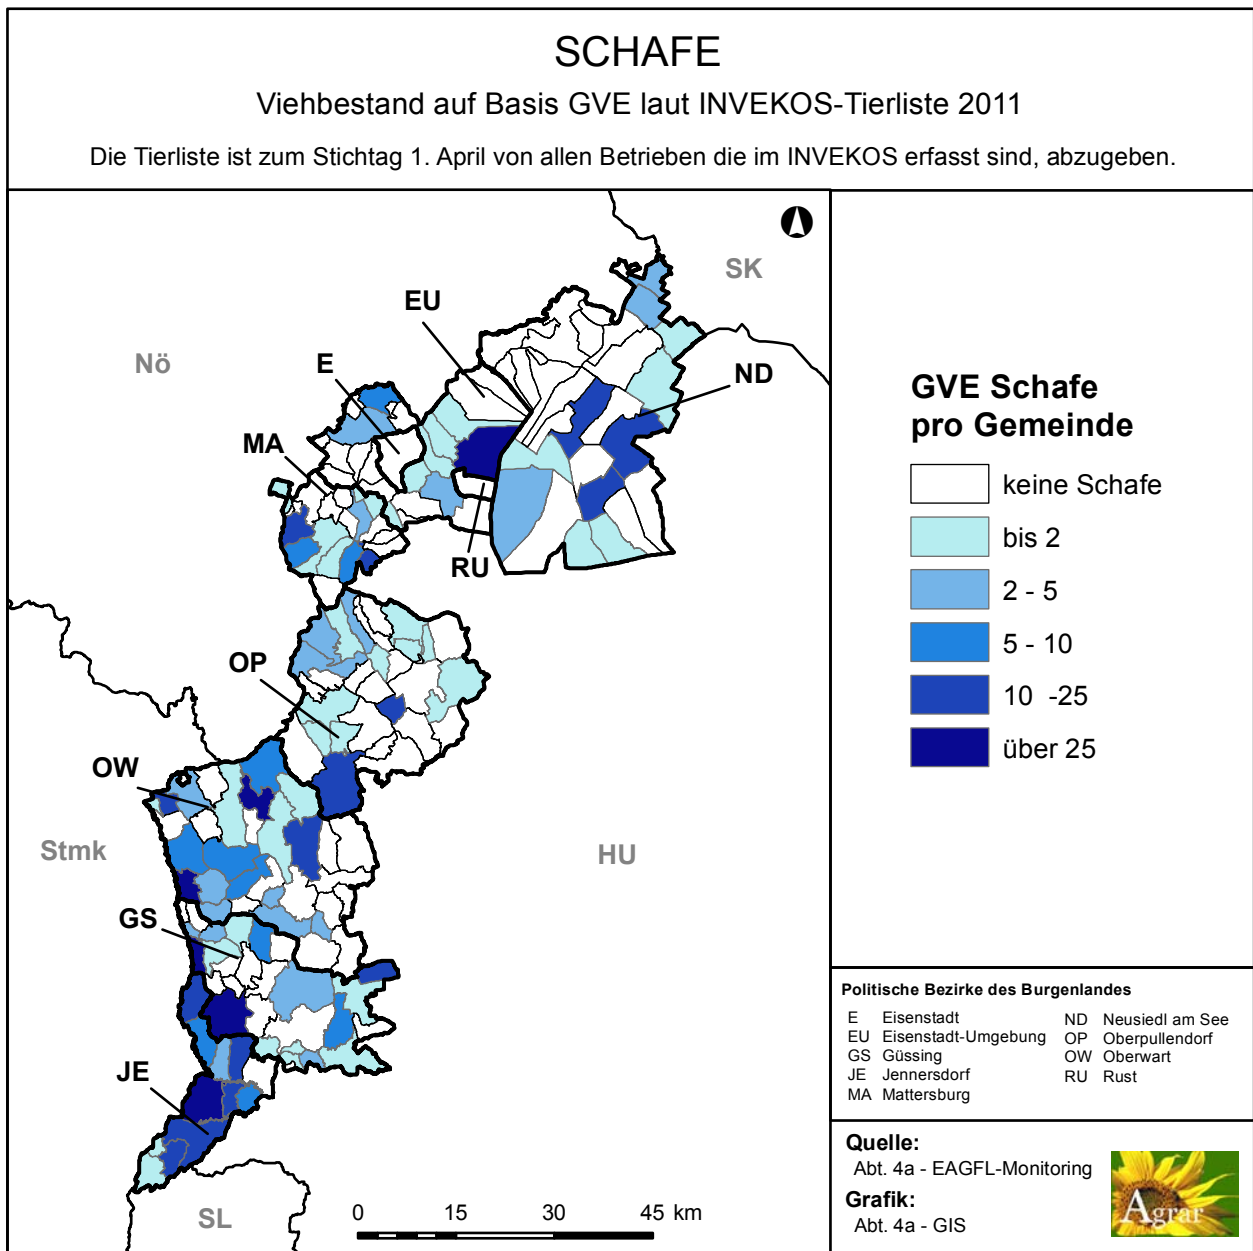 SCHAFE
Viehbestand auf Basis GVE laut INVEKOS-Tierliste 2011
Die Tierliste ist zum Stichtag 1. April von allen Betrieben die im INVEKOS erfasst sind, abzugeben.
SK
EU
Nö
E
ND
MA
RU
OP
OW
Stmk
HU
GS
JE
SL
0 15 30 45 km
GVE Schafe
pro Gemeinde
keine Schafe
bis 2
2 - 5
5 - 10
10 -25
über 25
Politische Bezirke des Burgenlandes
E Eisenstadt
EU Eisenstadt-Umgebung
GS Güssing
JE Jennersdorf
MA Mattersburg
ND Neusiedl am See
OP Oberpullendorf
OW Oberwart
RU Rust
Quelle:
Abt. 4a - EAGFL-Monitoring
Grafik:
Abt. 4a - GIS
Agrar